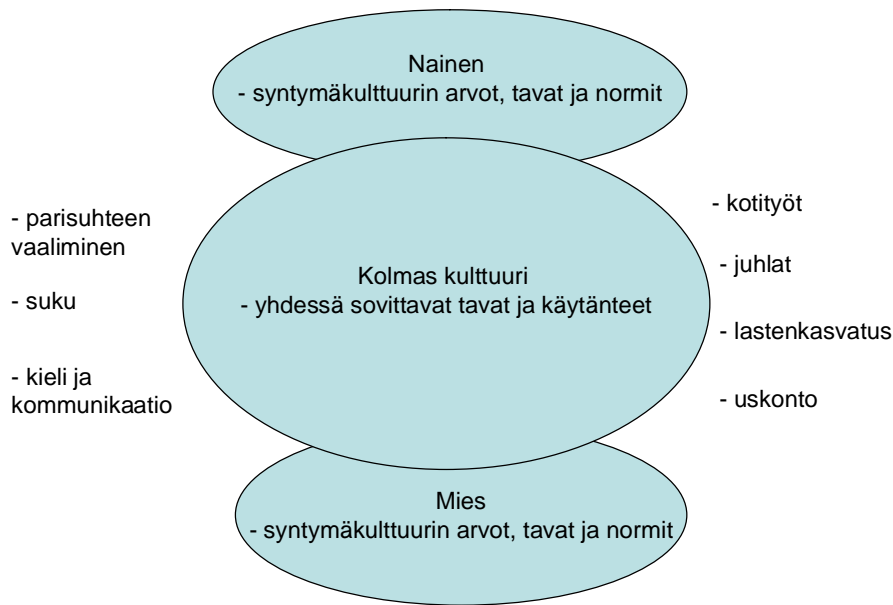 Nainen
- syntymäkulttuurin arvot, tavat ja normit
- parisuhteen
vaaliminen
- suku
- kieli ja
kommunikaatio
Kolmas kulttuuri
- yhdessä sovittavat tavat ja käytänteet
- kotityöt
- juhlat
- lastenkasvatus
- uskonto
Mies
- syntymäkulttuurin arvot, tavat ja normit